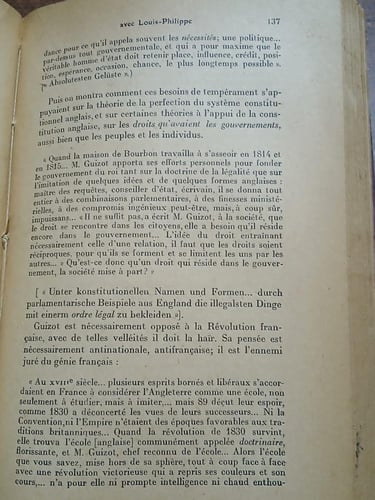 avec Louis-Philippe 137
dance pour ce qu'il appela souvent les nécessités; une politique...
par-dessus tout gouvernementale, et qui a pour maxime que le
véritable homme d'état doit retenir place, influence, crédit, posi-
tion, espérance, occasion, chance, le plus longtemps possible ».
[« Absolutesten Gelüste ».)
Puis on montra comment ces besoins de tempérament s'ap-
payaient sur la théorie de la perfection du système constitu-
tionnel anglais, et sur certaines théories à l'appui de la cons-
titution anglaise, sur les droits qu'avaient les gouvernements,
aussi bien que les peuples et les individus.
« Quand la maison de Bourbon travailla à s'asseoir en 1814 et
en 1815... M. Guizot apporta ses efforts personnels pour fonder
le gouvernement du roi tant sur la doctrine de la légalité que sur
l'imitation de quelques idées et de quelques formes anglaises :
maître des requêtes, conseiller d'état, écrivain, il se donna tout
entier à des combinaisons parlementaires, à des finesses ministé-
rielles, à des compromis ingénieux peut-être, mais, à coup sûr,
impuissans... « Il ne suffit pas, a écrit M. Guizot, à la société, que
le droit se rencontre dans les citoyens, elle a besoin qu'il réside
encore dans le gouvernement... L'idée du droit entraînant
nécessairement celle d'une relation, il faut que les droits soient
réciproques, pour qu'ils se forment et se limitent les uns par les
autres... » Qu'est-ce donc qu'un droit qui réside dans le gouver-
nement, la société mise à part? »
[« Unter konstitutionellen Namen und Formen... durch
parlamentarische Beispiele aus England die illegalsten Dinge
mit einerm ordre légal zu bekleiden »].
Guizot est nécessairement opposé à la Révolution fran-
çaise, avec de telles velléités il doit la haïr. Sa pensée est
nécessairement antinationale, antifrançaise; il est l'ennemi
juré du génie français :
« Au XVIIIe siècle... plusieurs esprits bornés et libéraux s'accor-
daient en France à considérer l'Angleterre comme une école, non
seulement à étudier, mais à imiter,... mais 89 déçut leur espoir,
comme 1830 a déconcerté les vues de leurs successeurs... Ni la
Convention, ni l'Empire n'étaient des époques favorables aux tra-
ditions britanniques... Quand la révolution de 1830 survint,
elle trouva l'école [anglaise] communément appelée doctrinaire,
florissante, et M. Guizot, chef reconnu de l'école... Alors l'école
que vous savez, mise hors de sa sphère, tout à coup face à face
avec une révolution victorieuse qui a repris ses couleurs et son
cours,... n'a pour elle ni prompte intelligence ni chaud enthou-